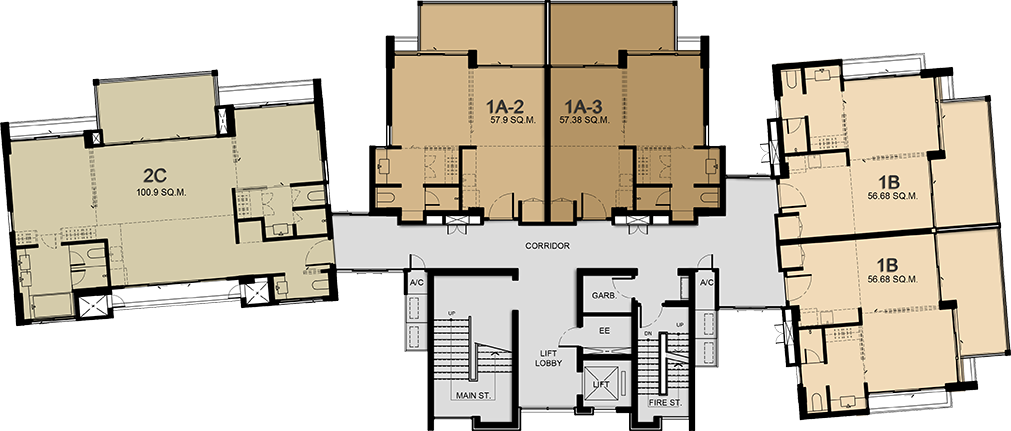 1A-2
57.9 SQ.M.
1A-3
57.38 SQ.M.
2C
100.9 SQ.M.
1B
56.68 SQ.M.
CORRIDOR
1B
56.68 SQ.M.
A/C
GARB.
A/C
UP
EE
DN
UP
LIFT
LOBBY
LIFT
MAIN ST.
FIRE ST.